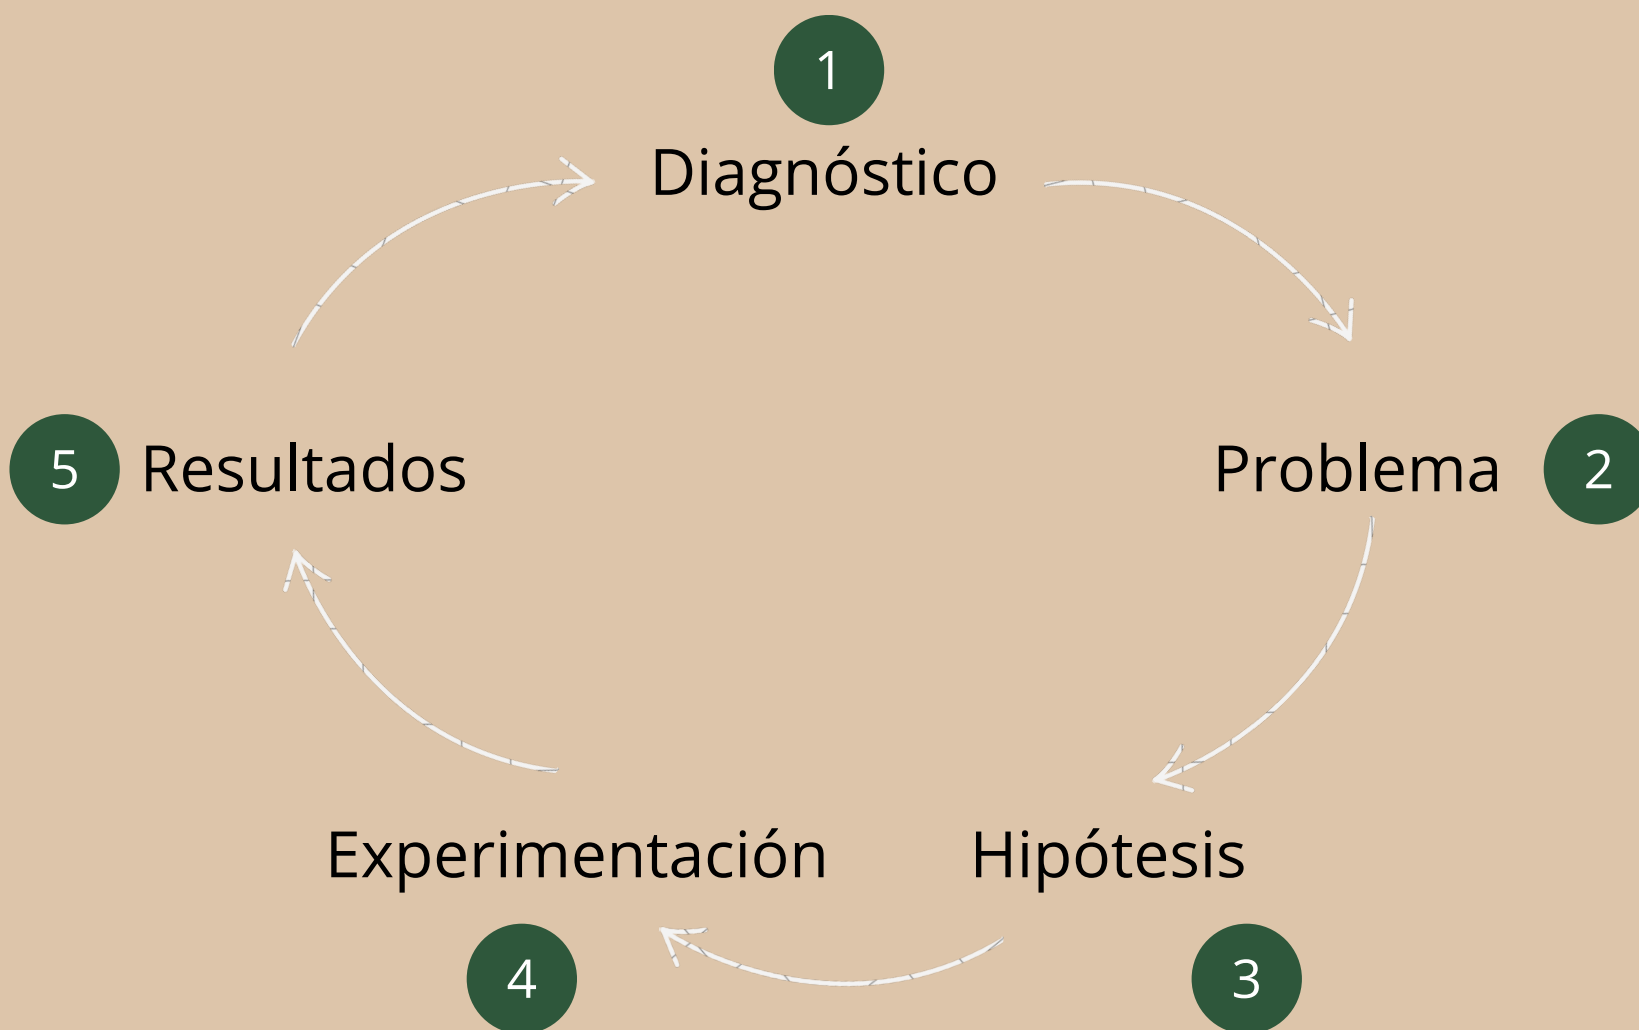 1
Diagnóstico
Problema
2
Hipótesis
3
Experimentación
4
5
Resultados